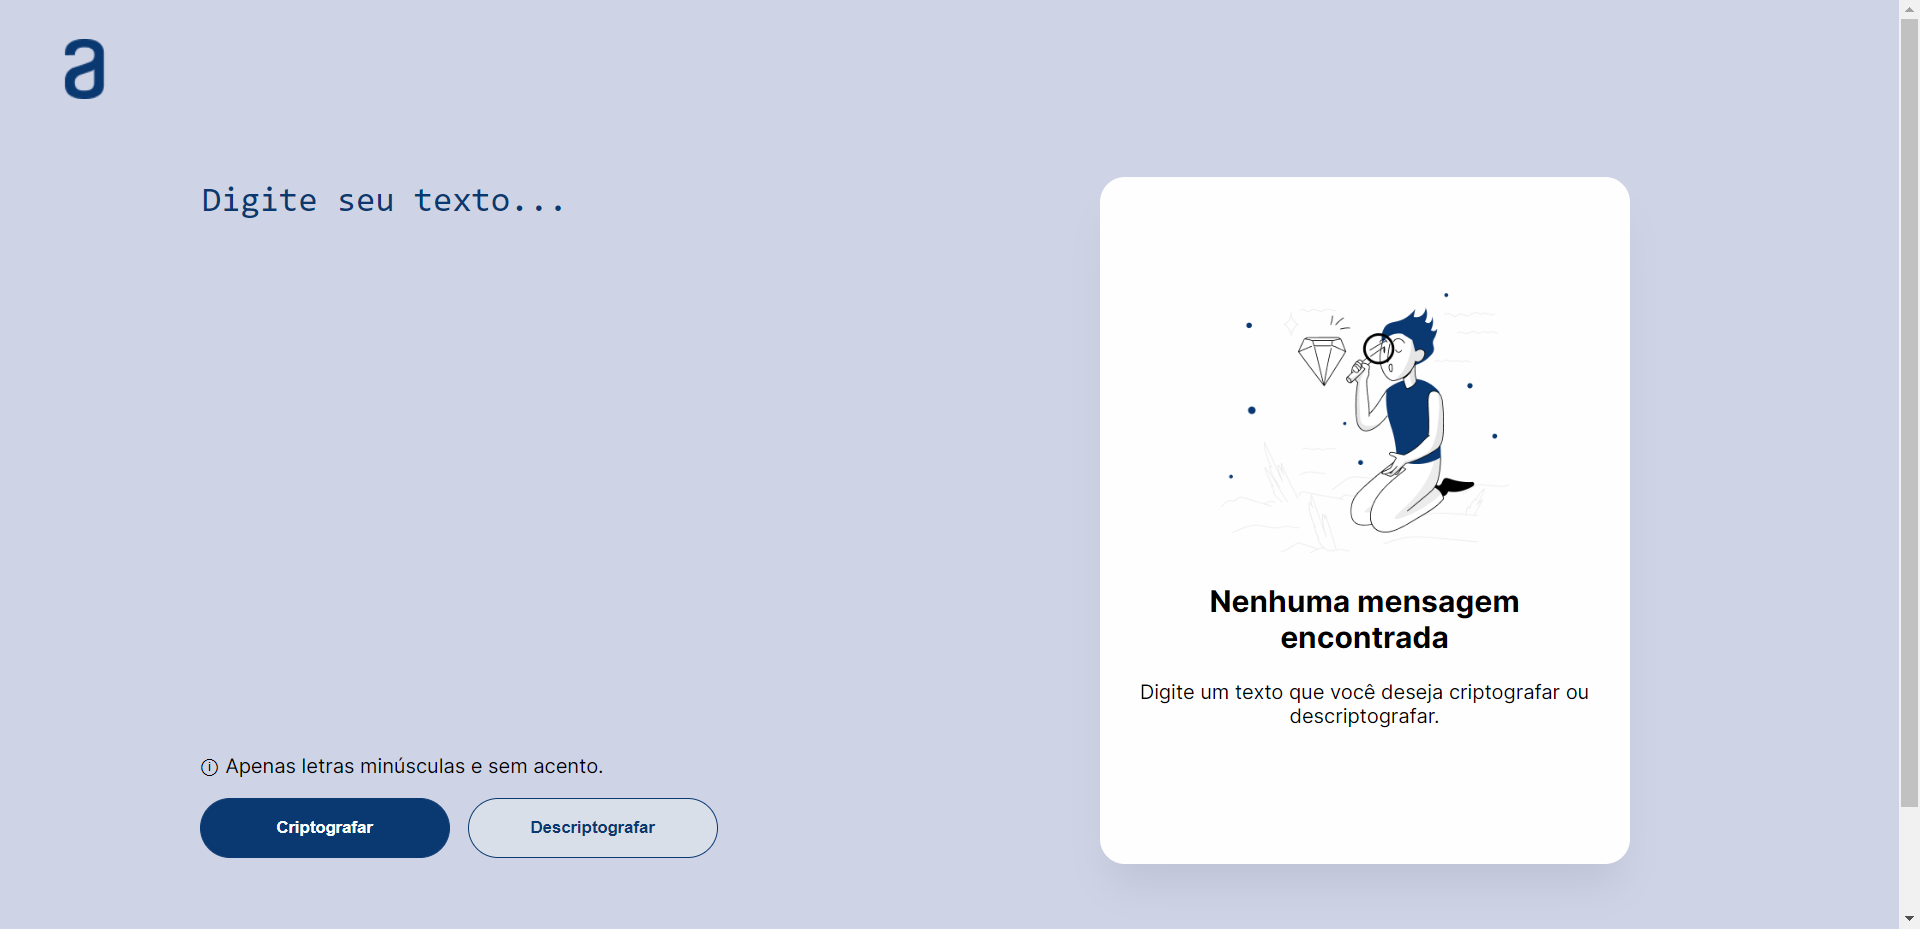 a
Digite seu texto...
Nenhuma mensagem
encontrada
Digite um texto que você deseja criptografar ou
descriptografar.
Apenas letras minúsculas e sem acento.
Criptografar
Descriptografar